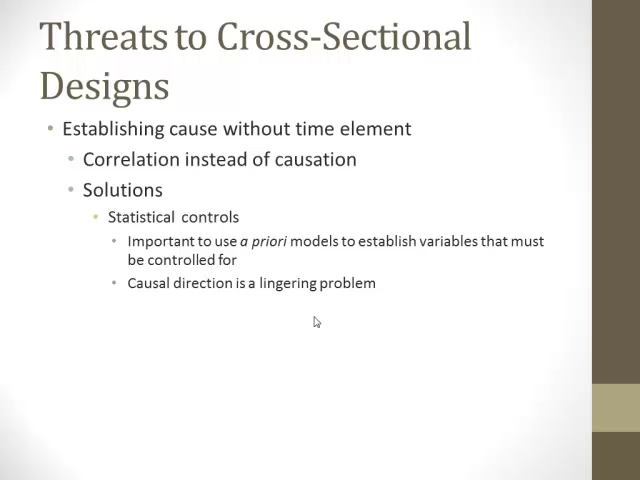 Threats to Cross-Sectional
Designs
• Establishing cause without time element
• Correlation instead of causation
• Solutions
• Statistical controls
• Important to use a priori models to establish variables that must
be controlled for
• Causal direction is a lingering problem